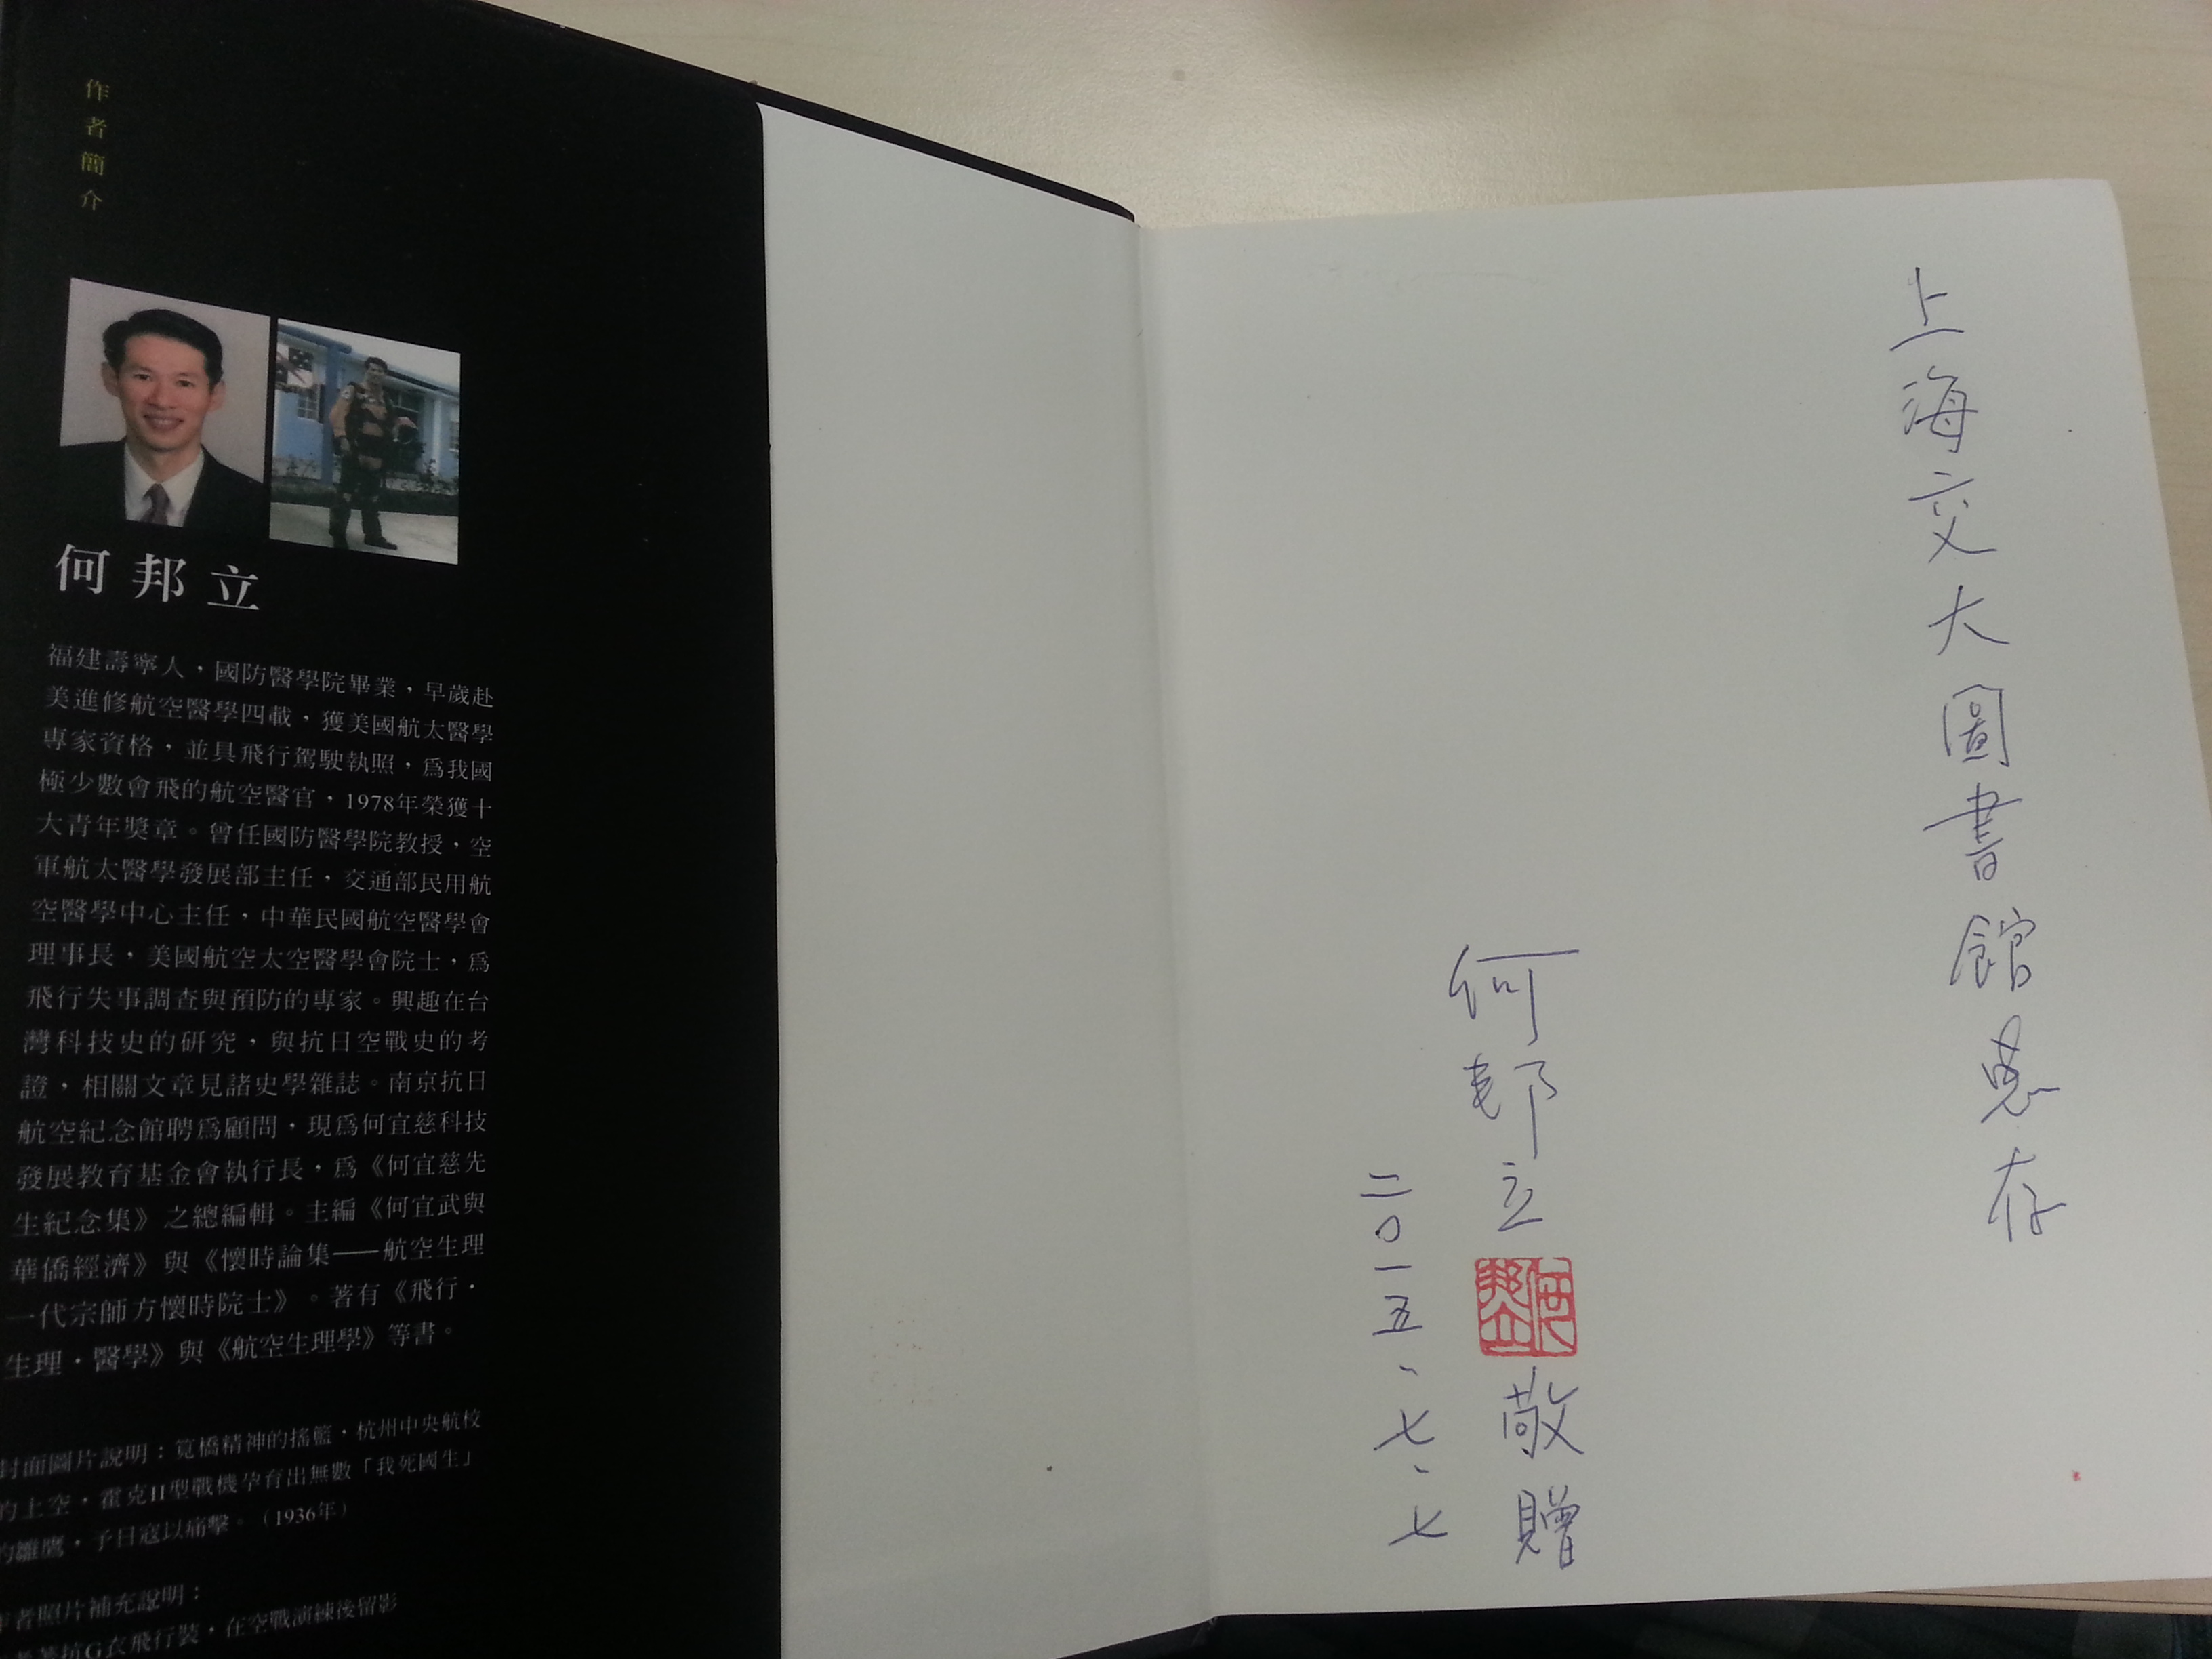 作者簡介
何邦立
福建壽寧人，國防醫學院畢業，早歲赴
美進修航空醫學四載，獲美國航太醫學
專家資格，並具飛行駕駛執照，爲我國
極少數會飛的航空醫官，1978年榮獲十
大青年獎章。曾任國防醫學院教授，空
軍航太醫學發展部主任，交通部民用航
空醫學中心主任，中華民國航空醫學會
理事長，美國航空太空醫學會院士，爲
飛行失事調查與預防的專家。興趣在台
灣科技史的研究，與抗日空戰史的考
證，相關文章見諸史學雜誌。南京抗日
航空紀念館聘爲顧問，現爲何宜慈科技
發展教育基金會執行長，爲《何宜慈先
生紀念集》之總編輯。主編《何宜武與
華僑經濟》與《懷時論集——航空生理
一代宗師方懷時院士》。著有《飛行·
生理·醫學》與《航空生理學》等書。
封面圖片說明：筧橋精神的搖籃，杭州中央航校
的上空，霍克II型戰機孕育出無數「我死國生」
的雛鷹，予日寇以痛擊。（1936年）
作者照片補充說明：
抗G衣飛行裝，在空戰演練後留影
上海交大圖書館惠存
何邦立
何邦立
敬贈
二〇一五、七、七